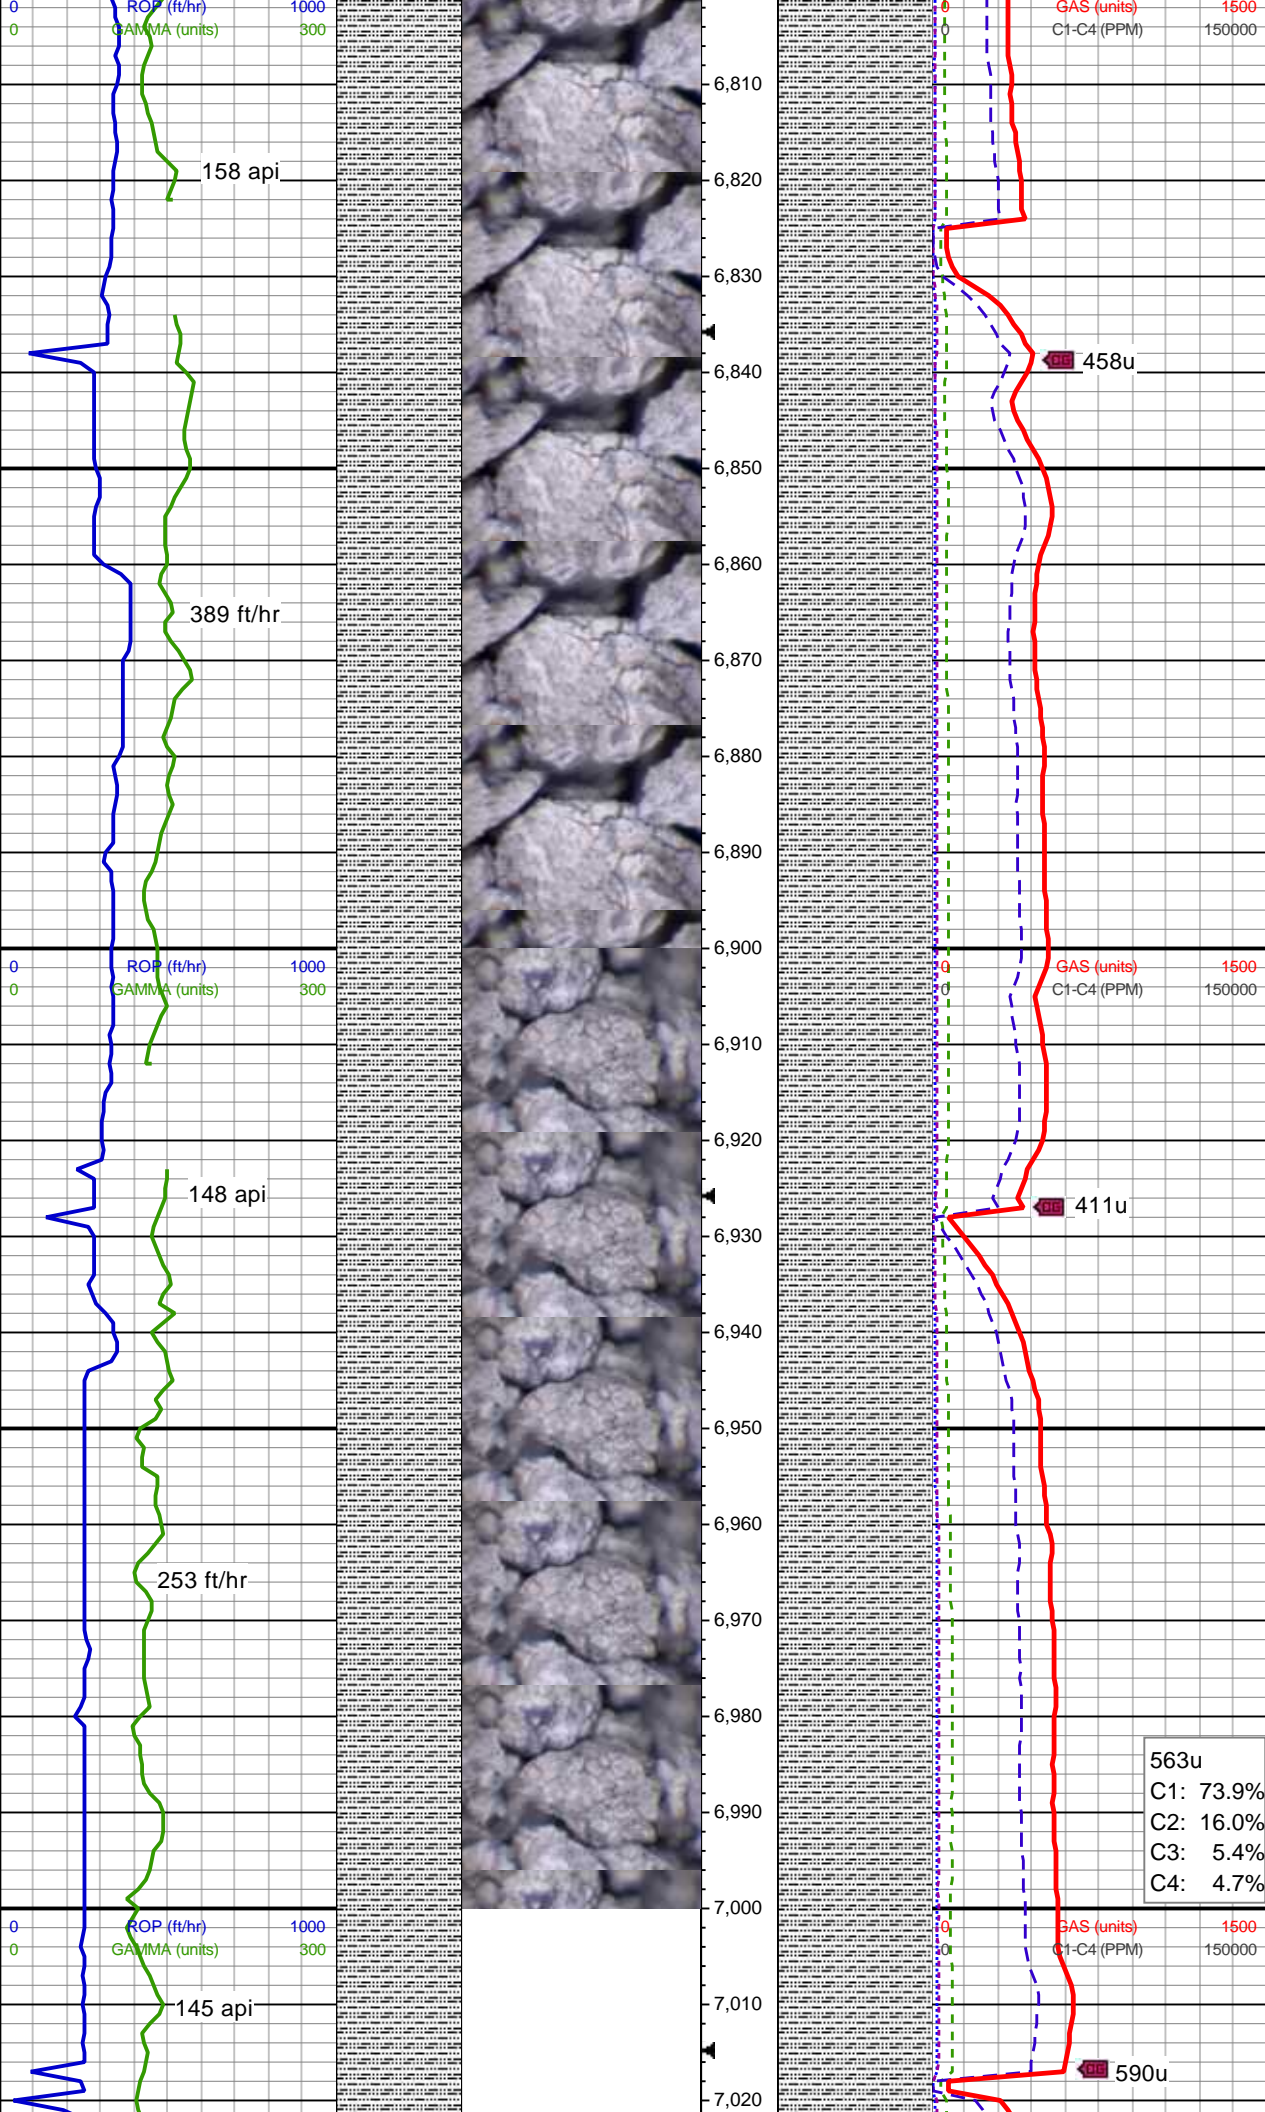 0 ROP (ft/hr) 1000 0 GAS (units) 1500
0 GAMMA (units) 300 0 C1-C4 (PPM) 150000
6,810
158 api
6,820
6,830
CG 458u
6,840
6,850
6,860
389 ft/hr
6,870
6,880
6,890
6,900
0 ROP (ft/hr) 1000 0 GAS (units) 1500
0 GAMMA (units) 300 0 C1-C4 (PPM) 150000
6,910
6,920
148 api
CG 411u
6,930
6,940
6,950
6,960
253 ft/hr
6,970
6,980
563u
C1: 73.9%
6,990
C2: 16.0%
C3: 5.4%
C4: 4.7%
7,000
0 ROP (ft/hr) 1000 0 GAS (units) 1500
0 GAMMA (units) 300 0 C1-C4 (PPM) 150000
145 api
7,010
CG 590u
7,020